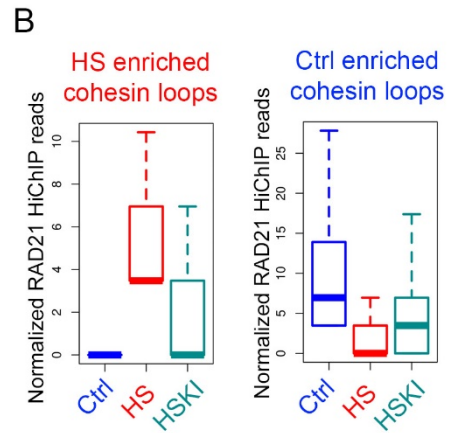 B
HS enriched
cohesin loops
Normalized RAD21 HiChIP reads
10
8
6
4
2
0
Ctrl
HS
HSKI
Ctrl enriched
cohesin loops
Normalized RAD21 HiChIP reads
25
20
15
10
5
0
Ctrl
HS
HSKI